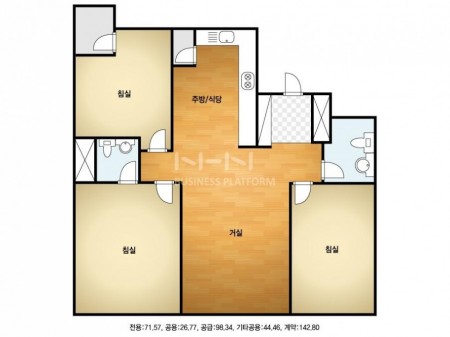 침실
주방/식당
NHN
BUSINESS PLATFORM
침실
거실
침실
전용:71,57, 공용:26,77, 공급:98,34, 기타공용:44,46, 계약:142,80